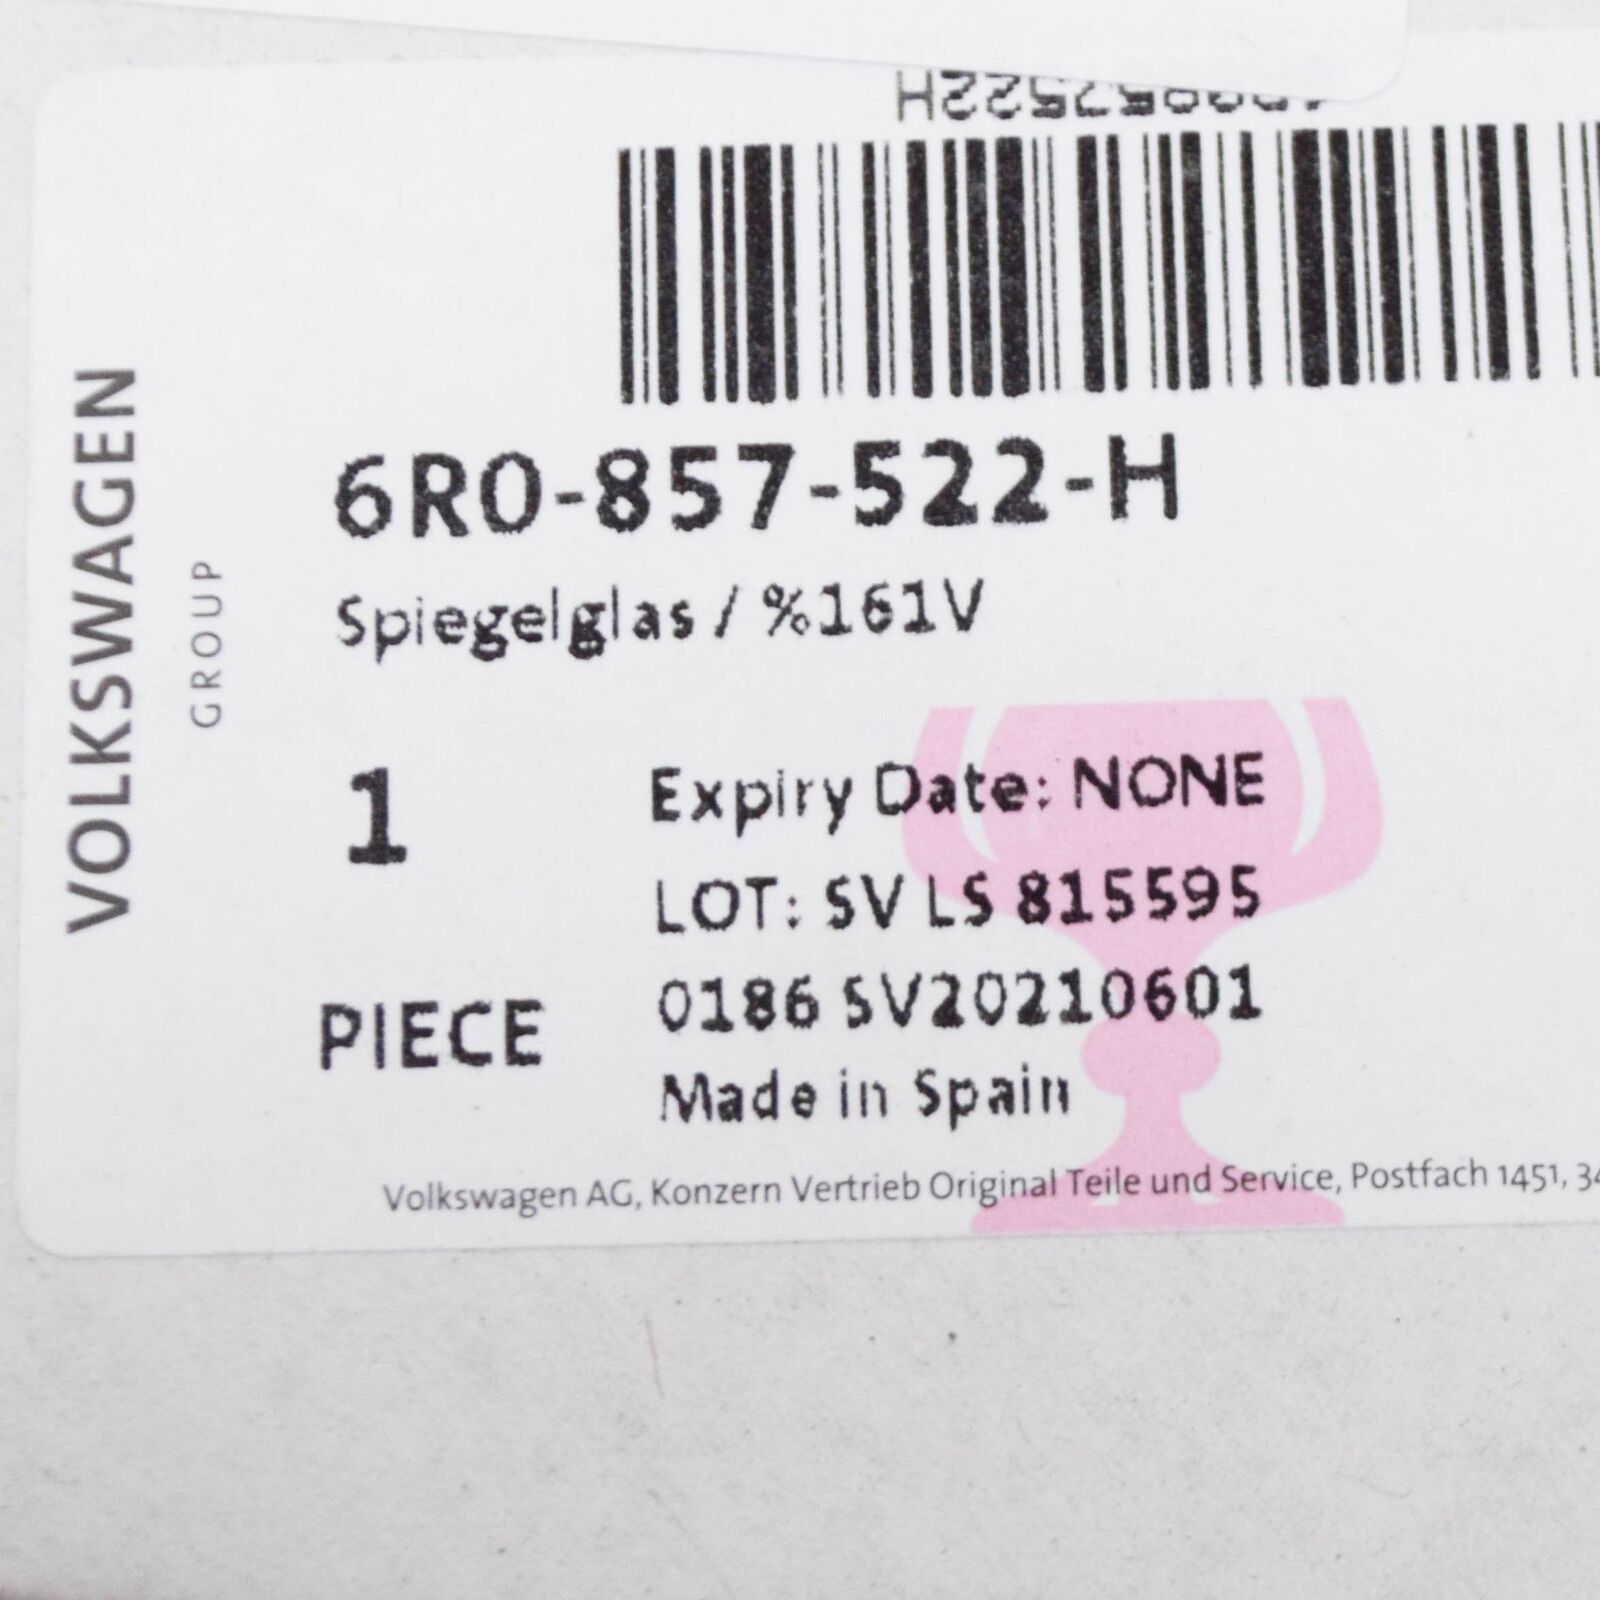 VOLKSWAGEN
GROUP
6R0-857-522-H
Spiegelglas / %161V
1
Expiry Date: NONE
LOT: SV LS 815595
PIECE
0186 SV20210601
Made in Spain
Volkswagen AG, Konzern Vertrieb Original Teile und Service, Postfach 1451,